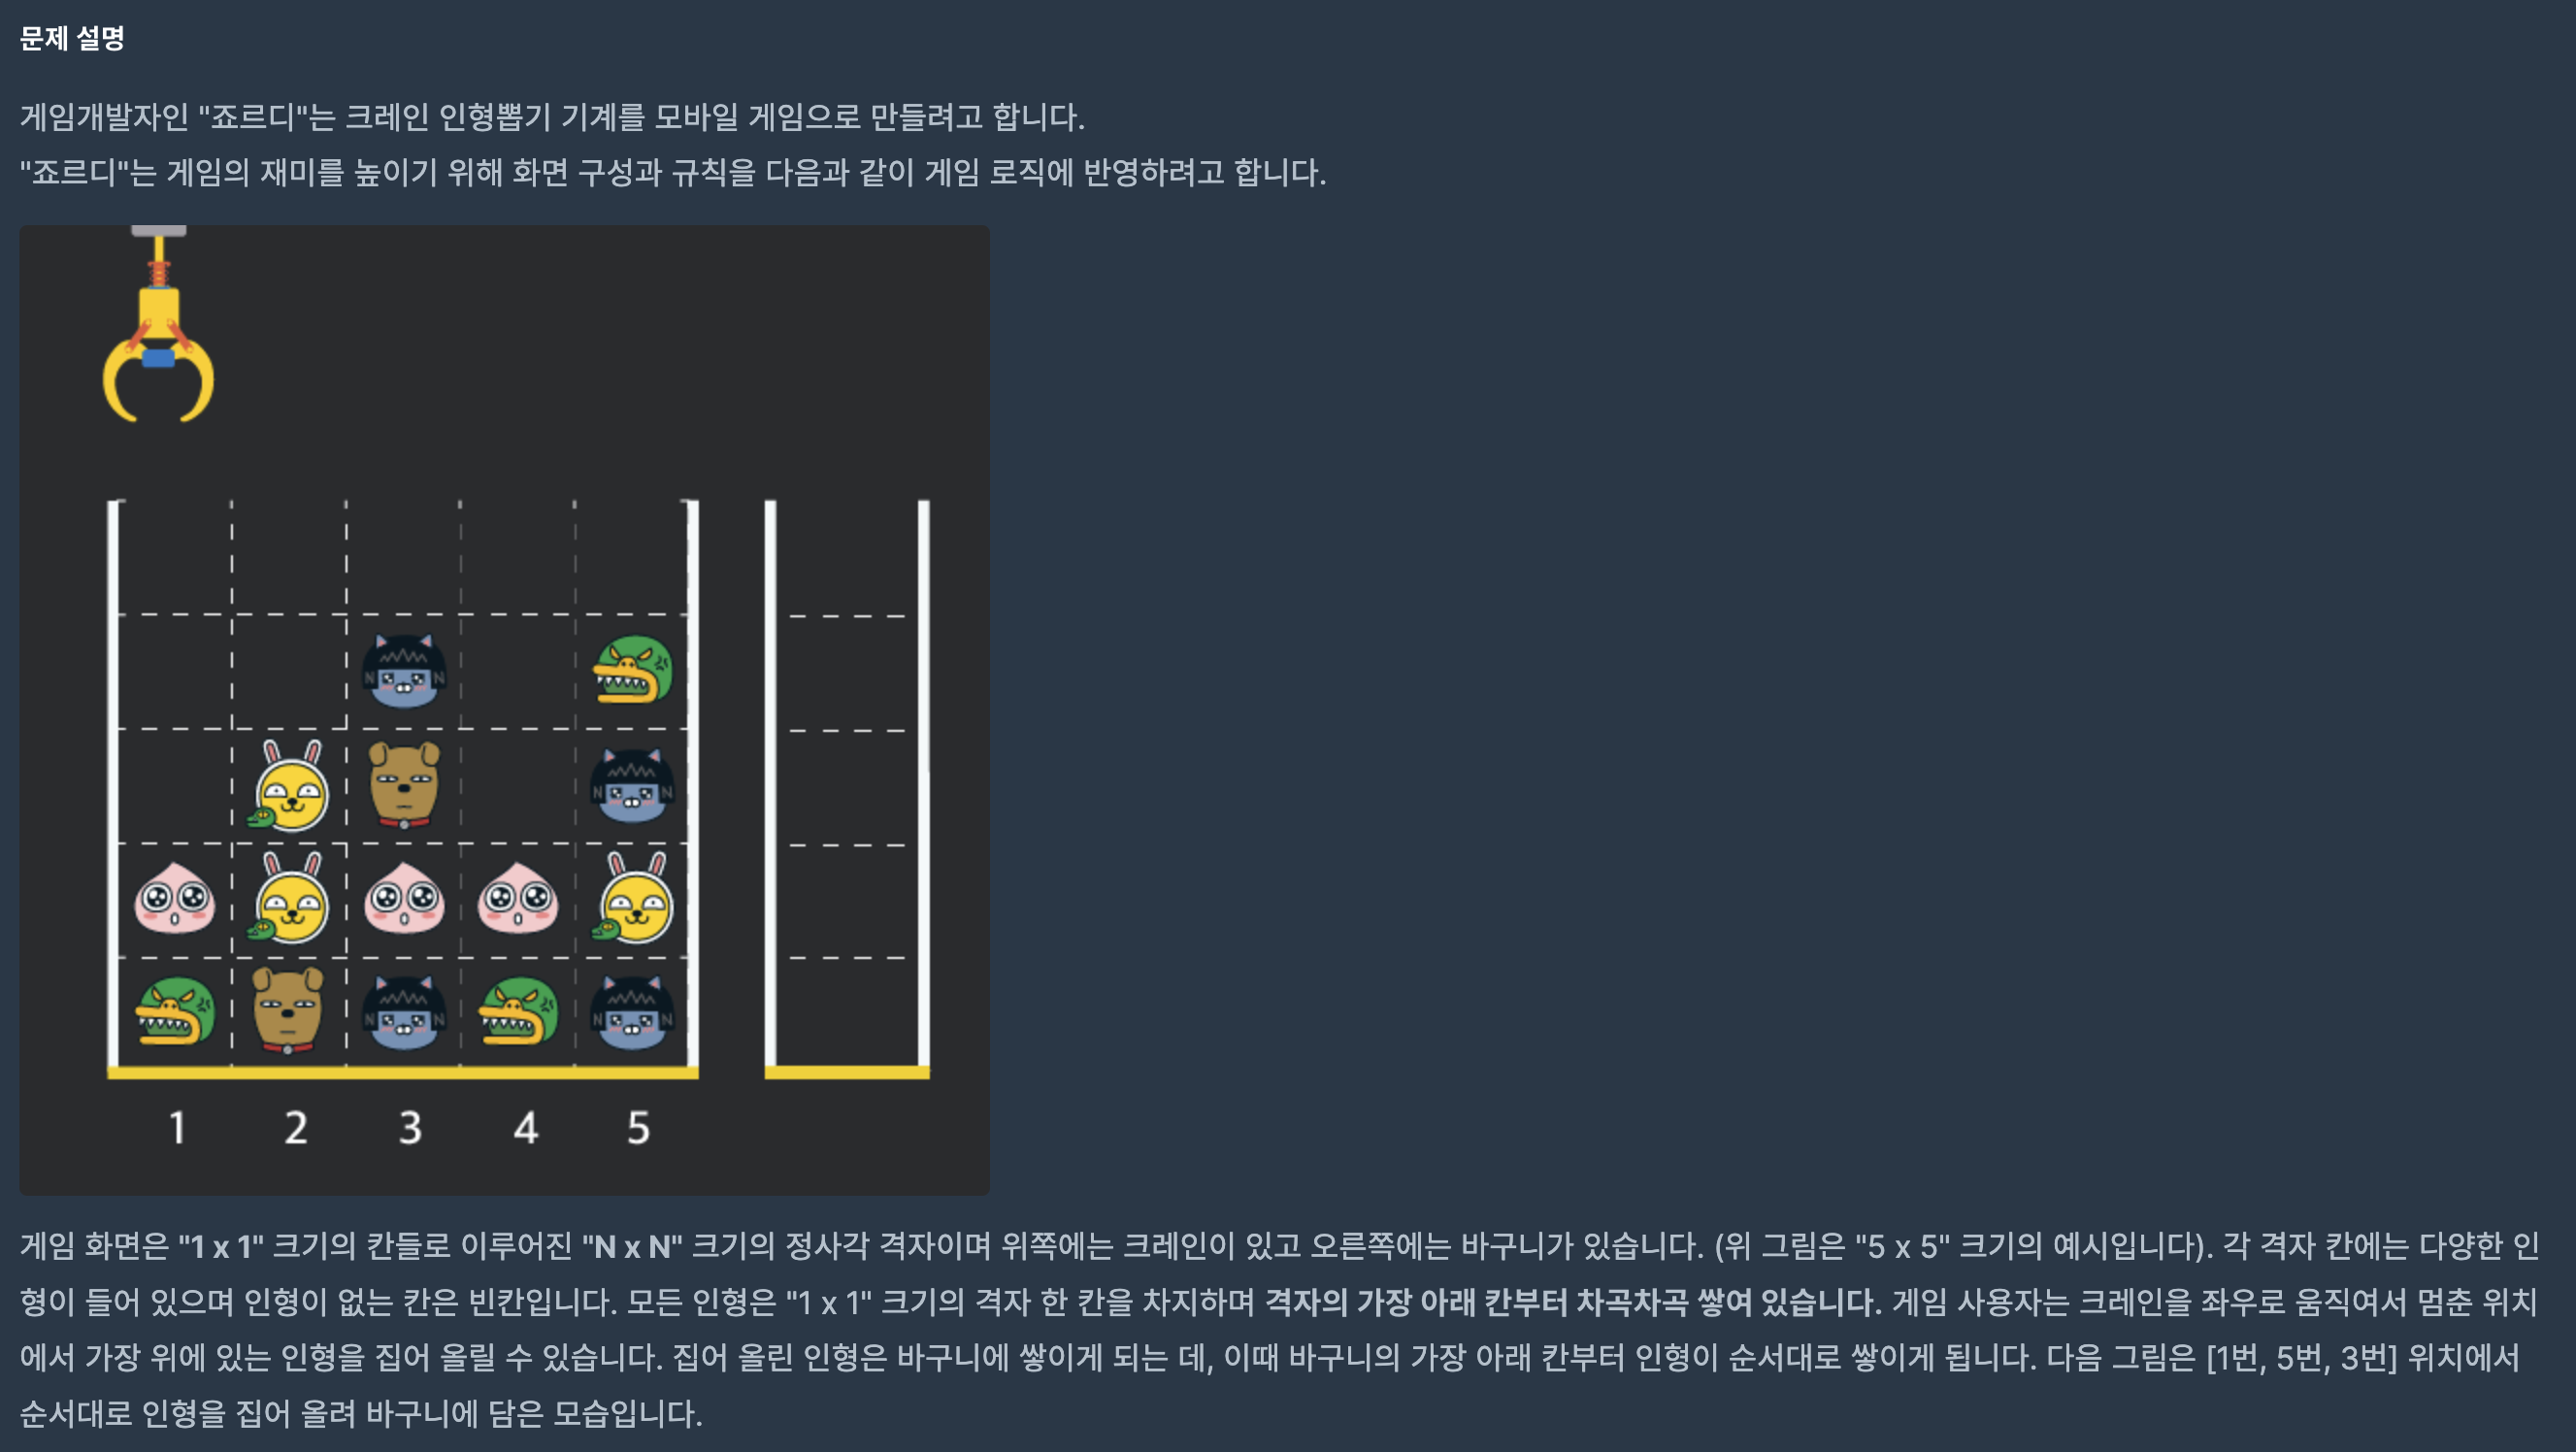 문제 설명
게임개발자인 "죠르디"는 크레인 인형뽑기 기계를 모바일 게임으로 만들려고 합니다.
"죠르디"는 게임의 재미를 높이기 위해 화면 구성과 규칙을 다음과 같이 게임 로직에 반영하려고 합니다.
1 2 3 4 5
게임 화면은 "1 x 1" 크기의 칸들로 이루어진 "N x N" 크기의 정사각 격자이며 위쪽에는 크레인이 있고 오른쪽에는 바구니가 있습니다. (위 그림은 "5 x 5" 크기의 예시입니다). 각 격자 칸에는 다양한 인
형이 들어 있으며 인형이 없는 칸은 빈칸입니다. 모든 인형은 "1 x 1" 크기의 격자 한 칸을 차지하며 격자의 가장 아래 칸부터 차곡차곡 쌓여 있습니다. 게임 사용자는 크레인을 좌우로 움직여서 멈춘 위치
에서 가장 위에 있는 인형을 집어 올릴 수 있습니다. 집어 올린 인형은 바구니에 쌓이게 되는 데, 이때 바구니의 가장 아래 칸부터 인형이 순서대로 쌓이게 됩니다. 다음 그림은 [1번, 5번, 3번] 위치에서
순서대로 인형을 집어 올려 바구니에 담은 모습입니다.